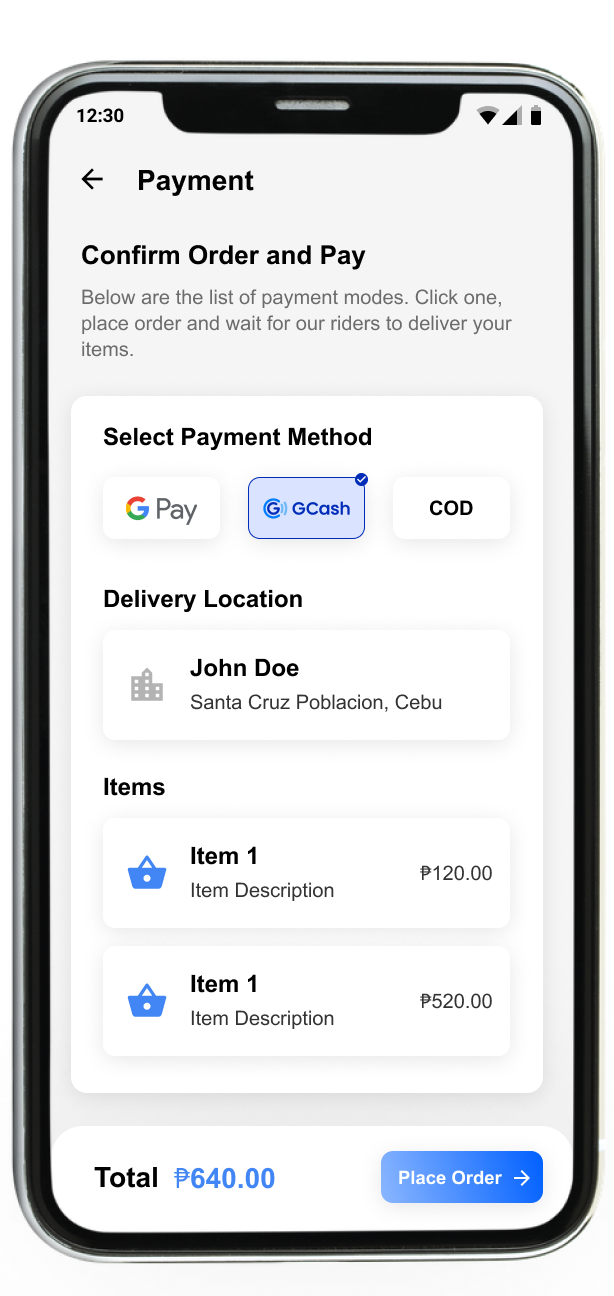 12:30
Payment
Confirm Order and Pay
Below are the list of payment modes. Click one,
place order and wait for our riders to deliver your
items.
Select Payment Method
G Pay
GCash
COD
Delivery Location
John Doe
Santa Cruz Poblacion, Cebu
Items
Item 1
Item Description
₱120.00
Item 1
Item Description
₱520.00
Total ₱640.00
Place Order